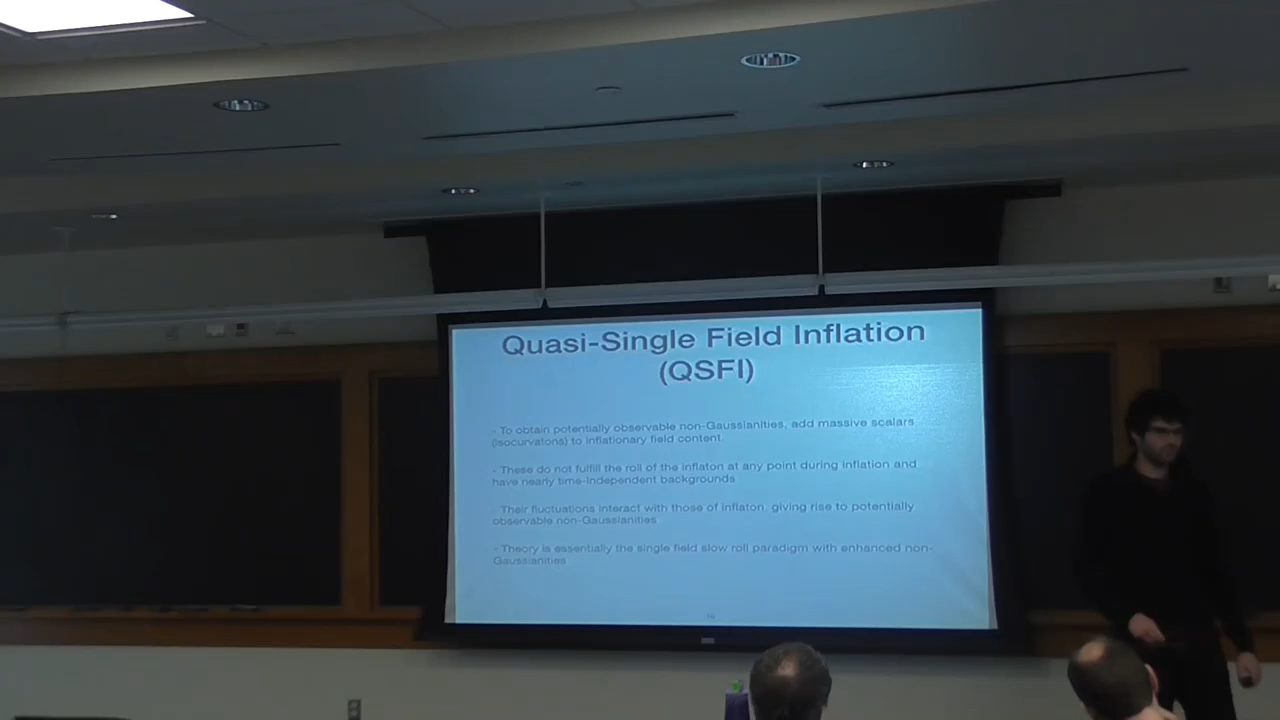 Quasi-Single Field Inflation
(QSFI)
- To obtain potentially observable non-Gaussianities, add massive scalars
(isocurvatons) to inflationary field content.
- These do not fulfill the roll of the inflaton at any point during inflation and
have nearly time-independent backgrounds
- Their fluctuations interact with those of inflaton, giving rise to potentially
observable non-Gaussianities
- Theory is essentially the single field slow roll paradigm with enhanced non-
Gaussianities